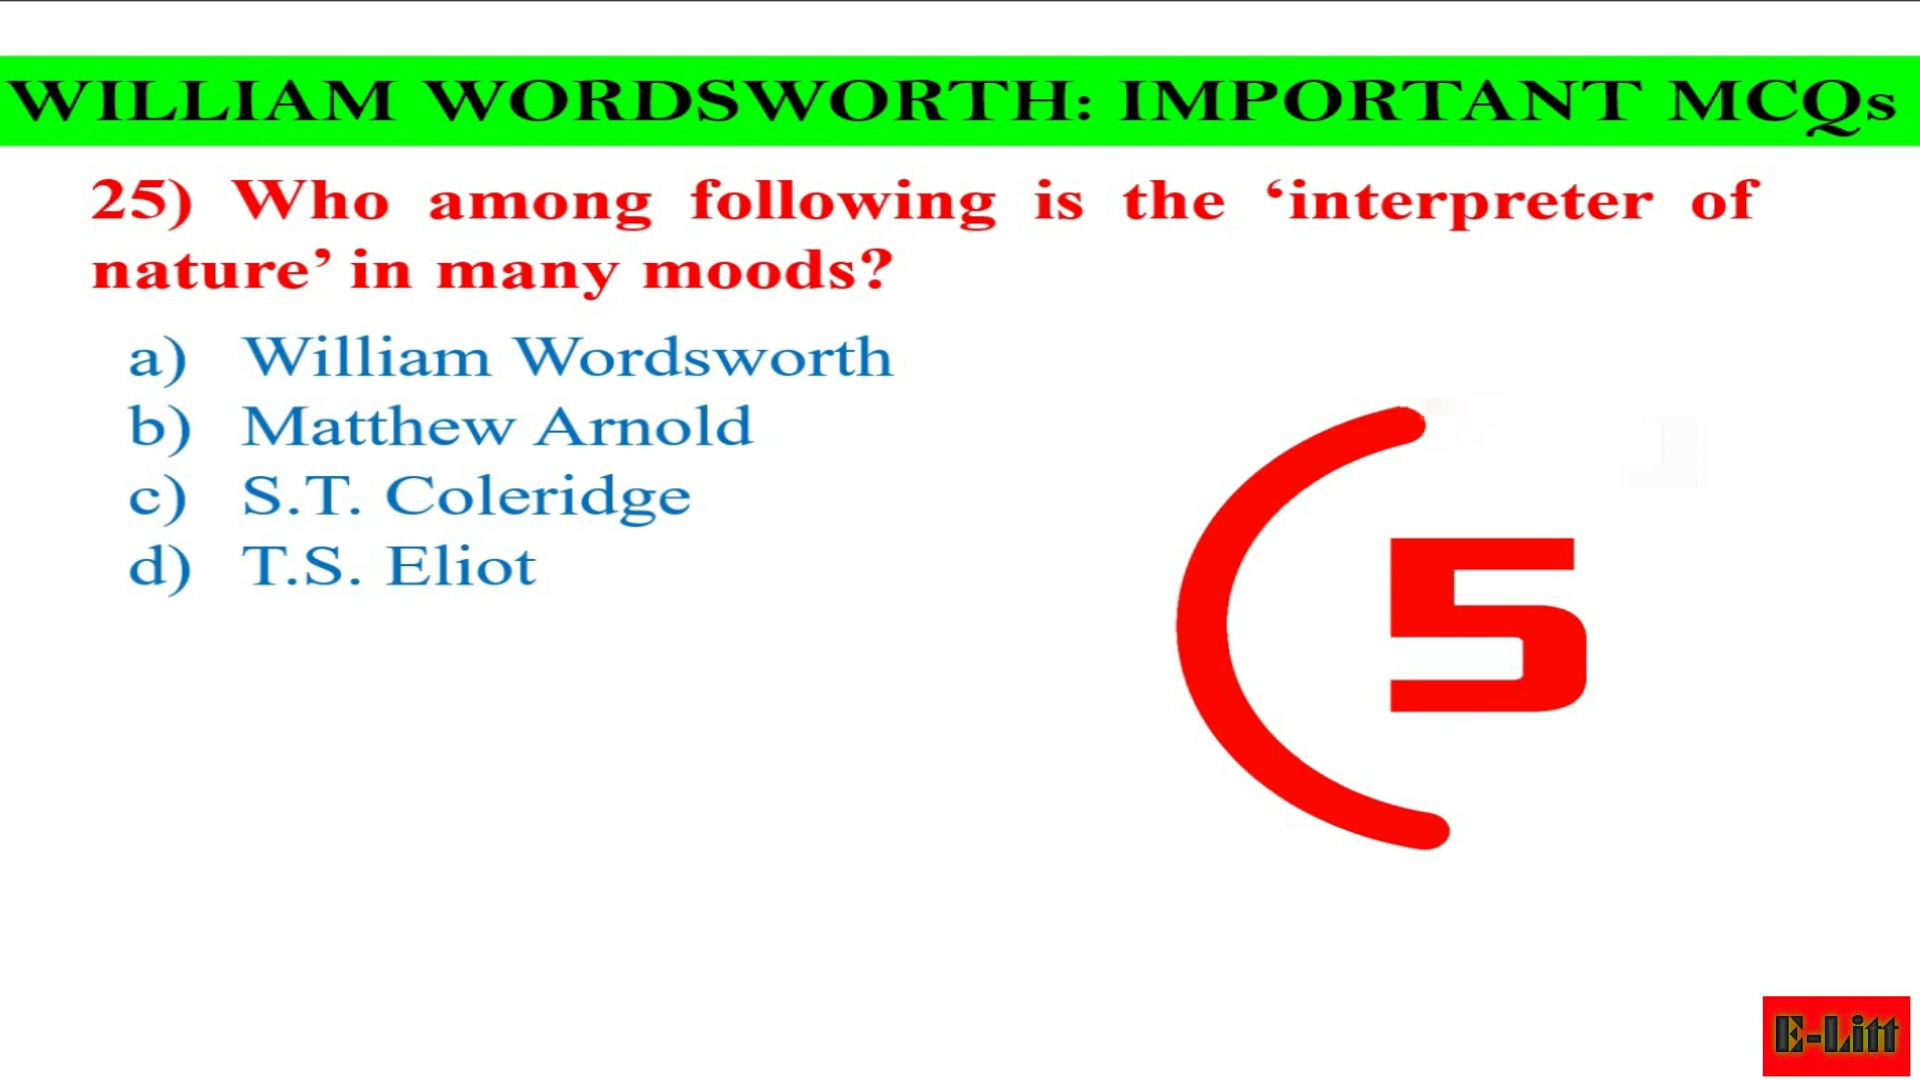 WILLIAM WORDSWORTH: IMPORTANT MCQs
25) Who among following is the ‘interpreter of
nature’ in many moods?
a) William Wordsworth
b) Matthew Arnold
c) S.T. Coleridge
d) T.S. Eliot
5
E-Litt